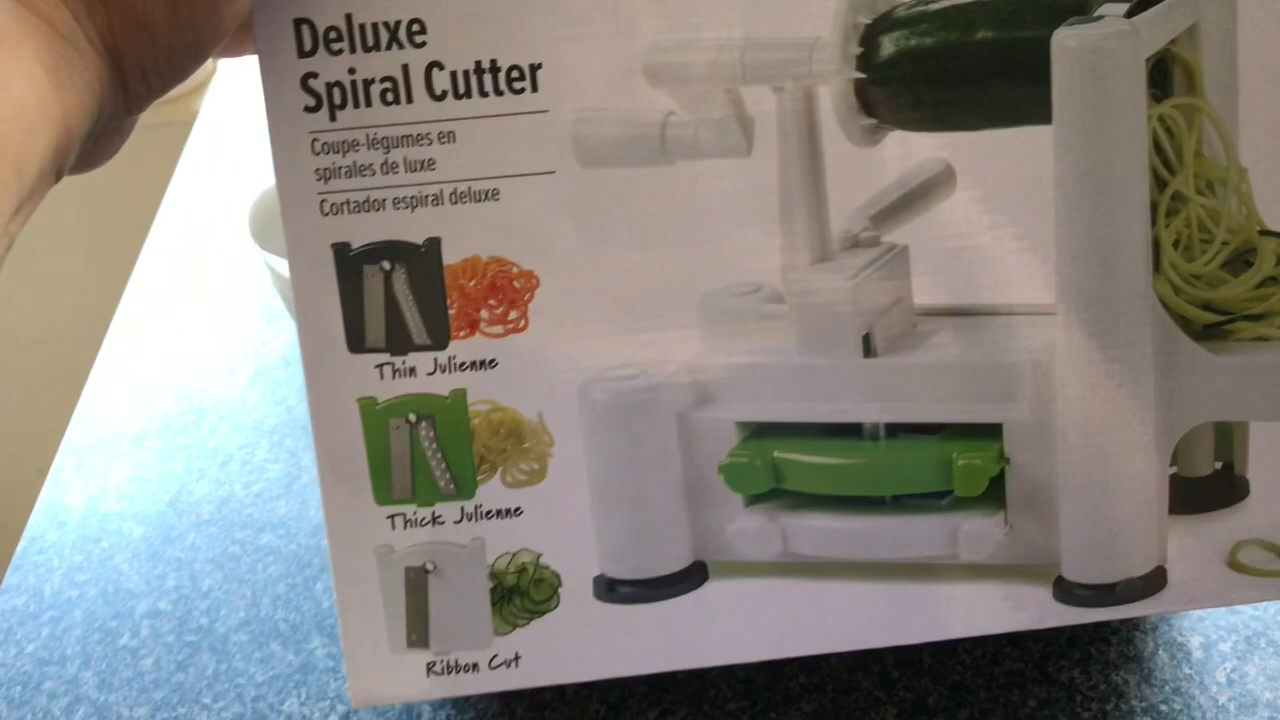 Deluxe
Spiral Cutter
Coupe-légumes en
spirales de luxe
Cortador espiral deluxe
Thin Julienne
Thick Julienne
Ribbon Cut